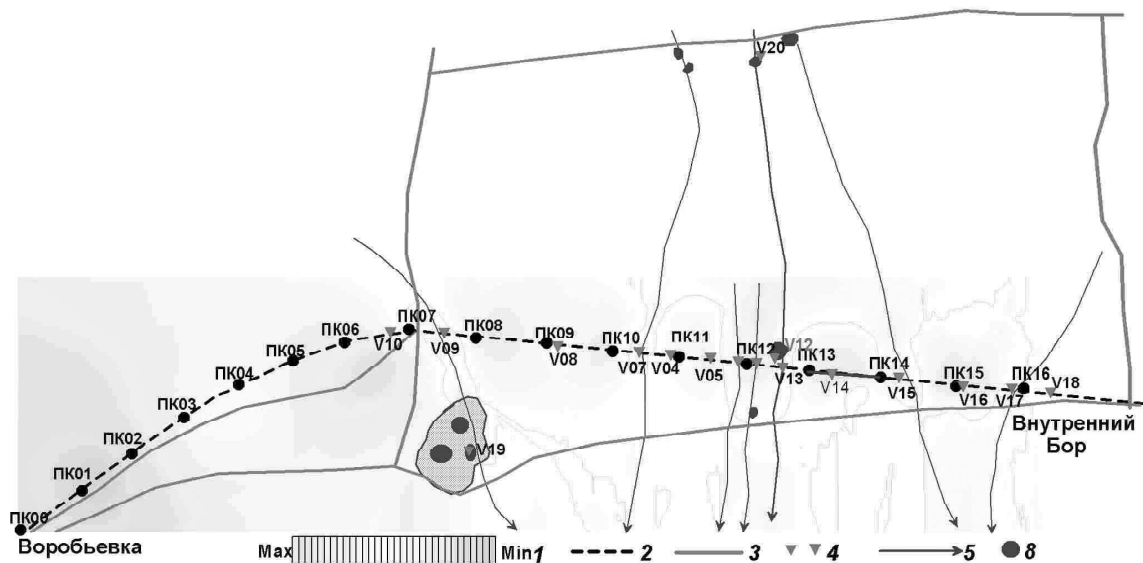 V20
ПК07
ПК06
ПК08
ПК09
V10
V09
V08
ПК10
ПК11
ПК12
V12
ПК13
ПК05
V07
V04
V05
V13
V14
ПК14
V15
ПК15
V16
ПК16
V17
V18
ПК04
ПК03
ПК02
ПК01
ПК00
V19
Внутренний
Бор
Воробьевка
Max
Min 1
2
3
4
5
8